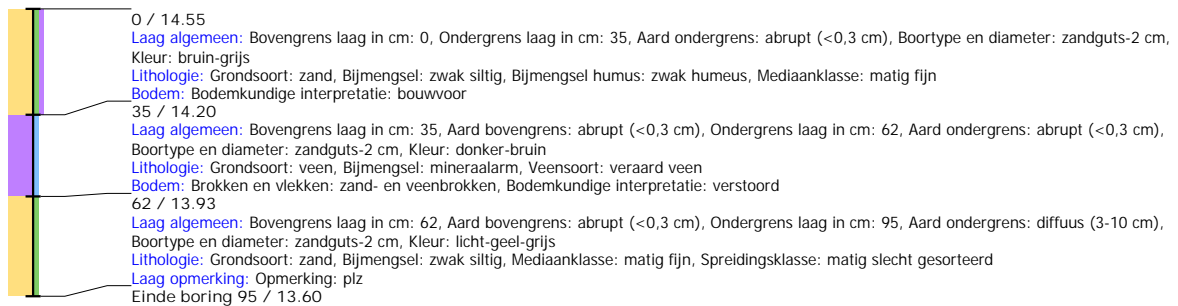 0 / 14.55
Laag algemeen: Bovengrens laag in cm: 0, Ondergrens laag in cm: 35, Aard ondergrens: abrupt (<0,3 cm), Boortype en diameter: zandguts-2 cm,
Kleur: bruin-grijs
Lithologie: Grondsoort: zand, Bijmengsel: zwak siltig, Bijmengsel humus: zwak humeus, Mediaanklasse: matig fijn
Bodem: Bodemkundige interpretatie: bouwvoor
35 / 14.20
Laag algemeen: Bovengrens laag in cm: 35, Aard bovengrens: abrupt (<0,3 cm), Ondergrens laag in cm: 62, Aard ondergrens: abrupt (<0,3 cm),
Boortype en diameter: zandguts-2 cm, Kleur: donker-bruin
Lithologie: Grondsoort: veen, Bijmengsel: mineraalarm, Veensoort: veraard veen
Bodem: Brokken en vlekken: zand- en veenbrokken, Bodemkundige interpretatie: verstoord
62 / 13.93
Laag algemeen: Bovengrens laag in cm: 62, Aard bovengrens: abrupt (<0,3 cm), Ondergrens laag in cm: 95, Aard ondergrens: diffuus (3-10 cm),
Boortype en diameter: zandguts-2 cm, Kleur: licht-geel-grijs
Lithologie: Grondsoort: zand, Bijmengsel: zwak siltig, Mediaanklasse: matig fijn, Spreidingsklasse: matig slecht gesorteerd
Laag opmerking: Opmerking: plz
Einde boring 95 / 13.60